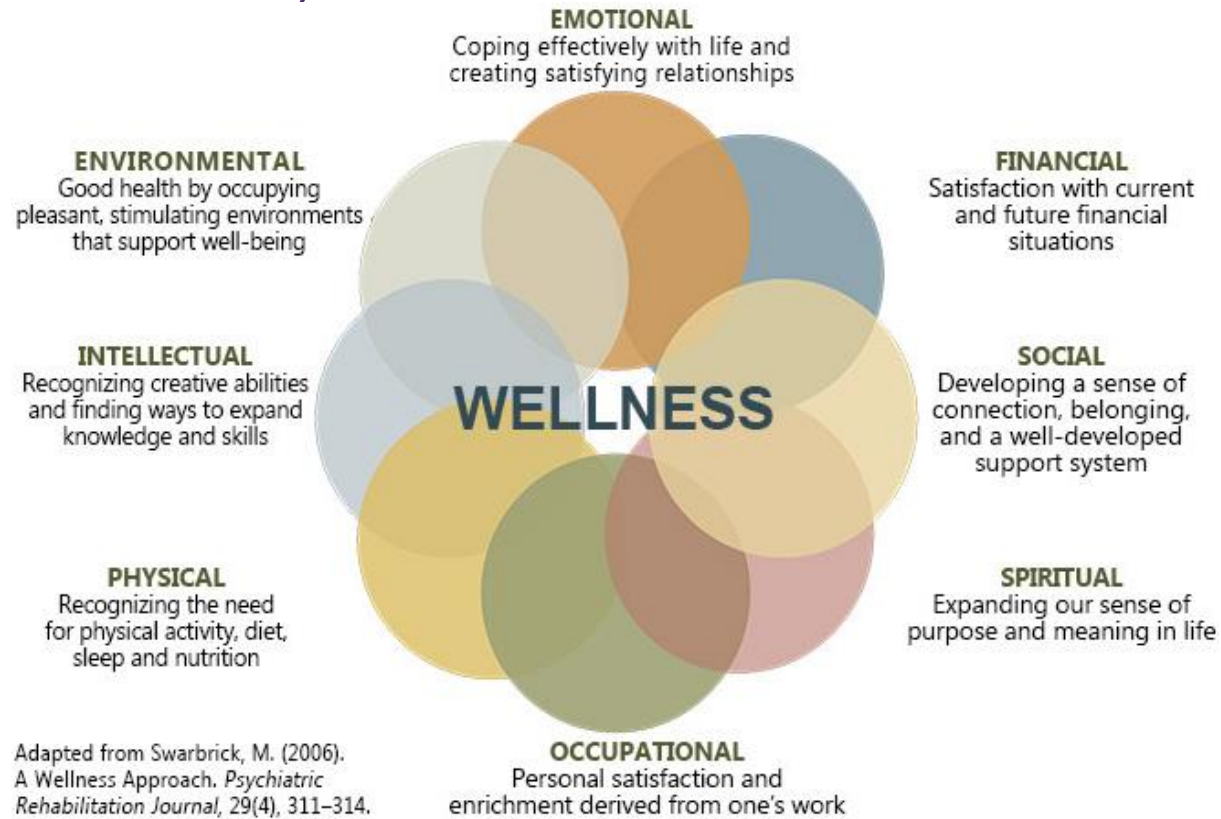 EMOTIONAL
Coping effectively with life and
creating satisfying relationships
ENVIRONMENTAL
Good health by occupying
pleasant, stimulating environments
that support well-being
FINANCIAL
Satisfaction with current
and future financial
situations
INTELLECTUAL
Recognizing creative abilities
and finding ways to expand
knowledge and skills
WELLNESS
SOCIAL
Developing a sense of
connection, belonging,
and a well-developed
support system
PHYSICAL
Recognizing the need
for physical activity, diet,
sleep and nutrition
SPIRITUAL
Expanding our sense of
purpose and meaning in life
OCCUPATIONAL
Personal satisfaction and
enrichment derived from one's work
Adapted from Swarbrick, M. (2006).
A Wellness Approach. Psychiatric
Rehabilitation Journal, 29(4), 311–314.